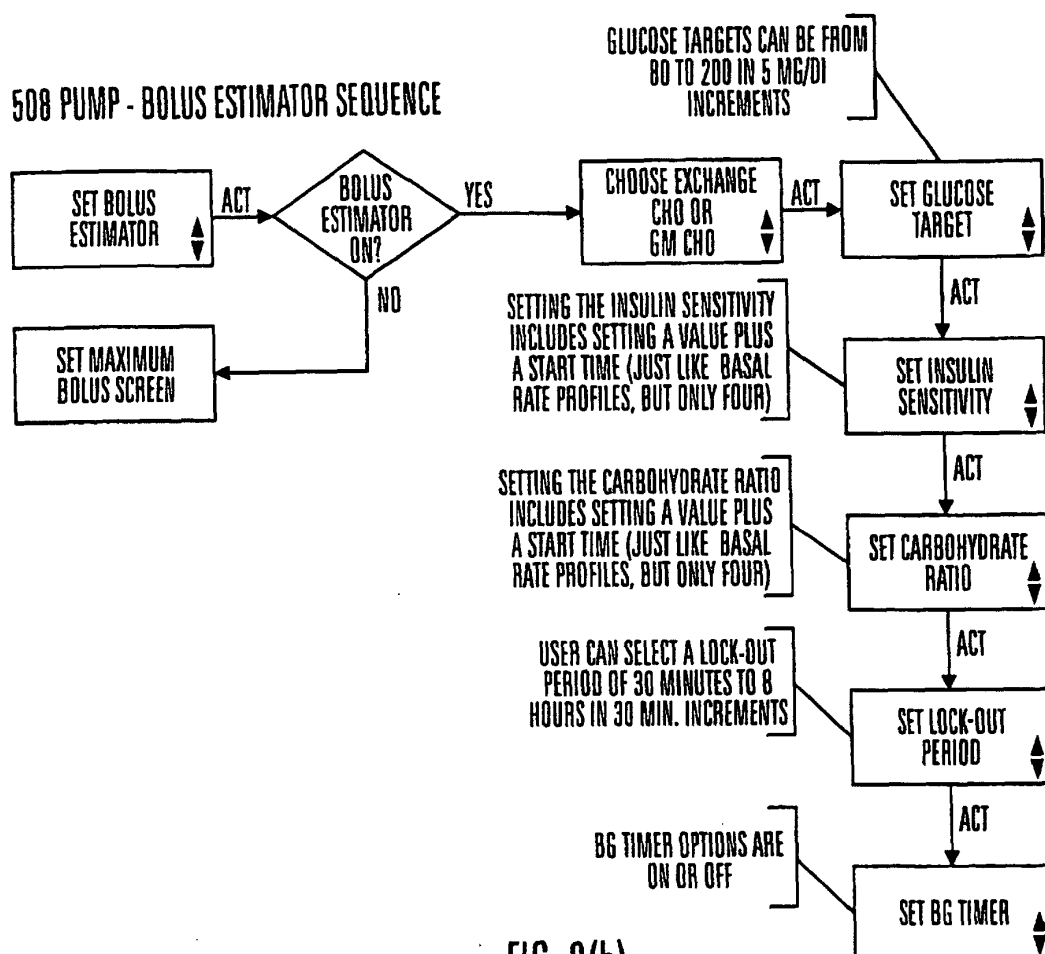 GLUCOSE TARGETS CAN BE FROM
80 TO 200 IN 5 MG/DI
INCREMENTS
508 PUMP - BOLUS ESTIMATOR SEQUENCE
SET BOLUS
ESTIMATOR
ACT
BOLUS
ESTIMATOR
ON?
YES
CHOOSE EXCHANGE
CHO OR
GM CHO
ACT
SET GLUCOSE
TARGET
NO
ACT
SET MAXIMUM
BOLUS SCREEN
SETTING THE INSULIN SENSITIVITY
INCLUDES SETTING A VALUE PLUS
A START TIME (JUST LIKE BASAL
RATE PROFILES, BUT ONLY FOUR)
SET INSULIN
SENSITIVITY
ACT
SETTING THE CARBOHYDRATE RATIO
INCLUDES SETTING A VALUE PLUS
A START TIME (JUST LIKE BASAL
RATE PROFILES, BUT ONLY FOUR)
SET CARBOHYDRATE
RATIO
ACT
USER CAN SELECT A LOCK-OUT
PERIOD OF 30 MINUTES TO 8
HOURS IN 30 MIN. INCREMENTS
SET LOCK-OUT
PERIOD
ACT
BG TIMER OPTIONS ARE
ON OR OFF
SET BG TIMER